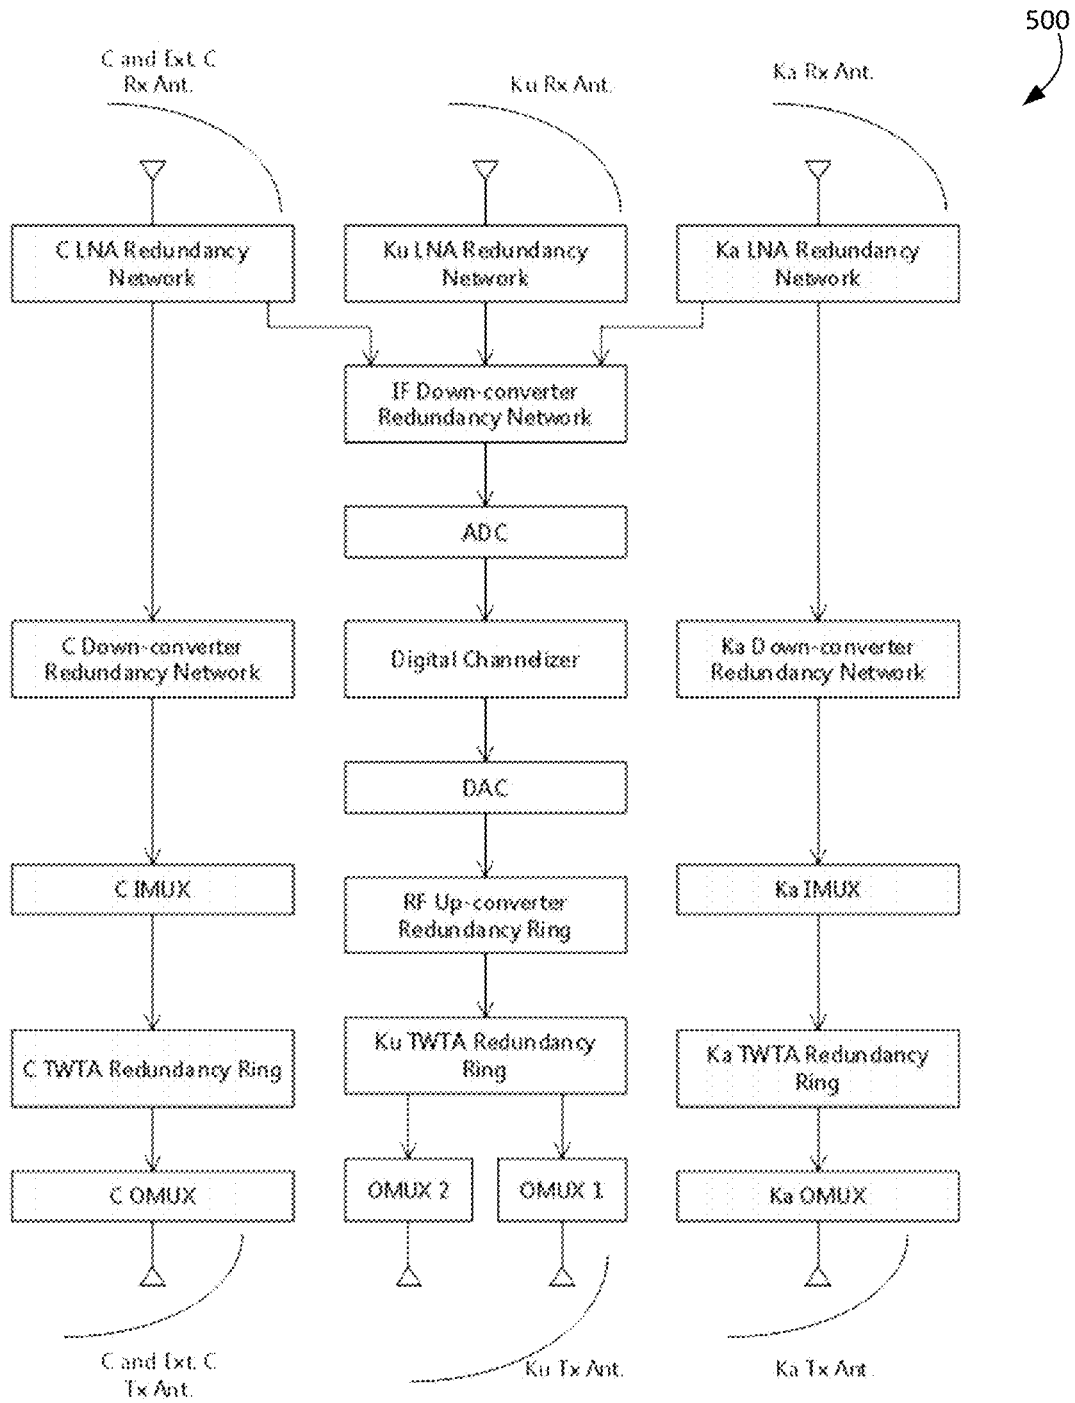 500
C and Ext. C
Rx Ant.
Ku Rx Ant.
Ka Rx Ant.
C LNA Redundancy
Network
Ku LNA Redundancy
Network
Ka LNA Redundancy
Network
IF Down-converter
Redundancy Network
ADC
C Down-converter
Redundancy Network
Digital Channelizer
Ka Down-converter
Redundancy Network
DAC
C IMUX
RF Up-converter
Redundancy Ring
Ka IMUX
C TWTA Redundancy Ring
Ku TWTA Redundancy
Ring
Ka TWTA Redundancy
Ring
C OMUX
OMUX 2
OMUX 1
Ka OMUX
C and Ext. C
Tx Ant.
Ku Tx Ant.
Ka Tx Ant.